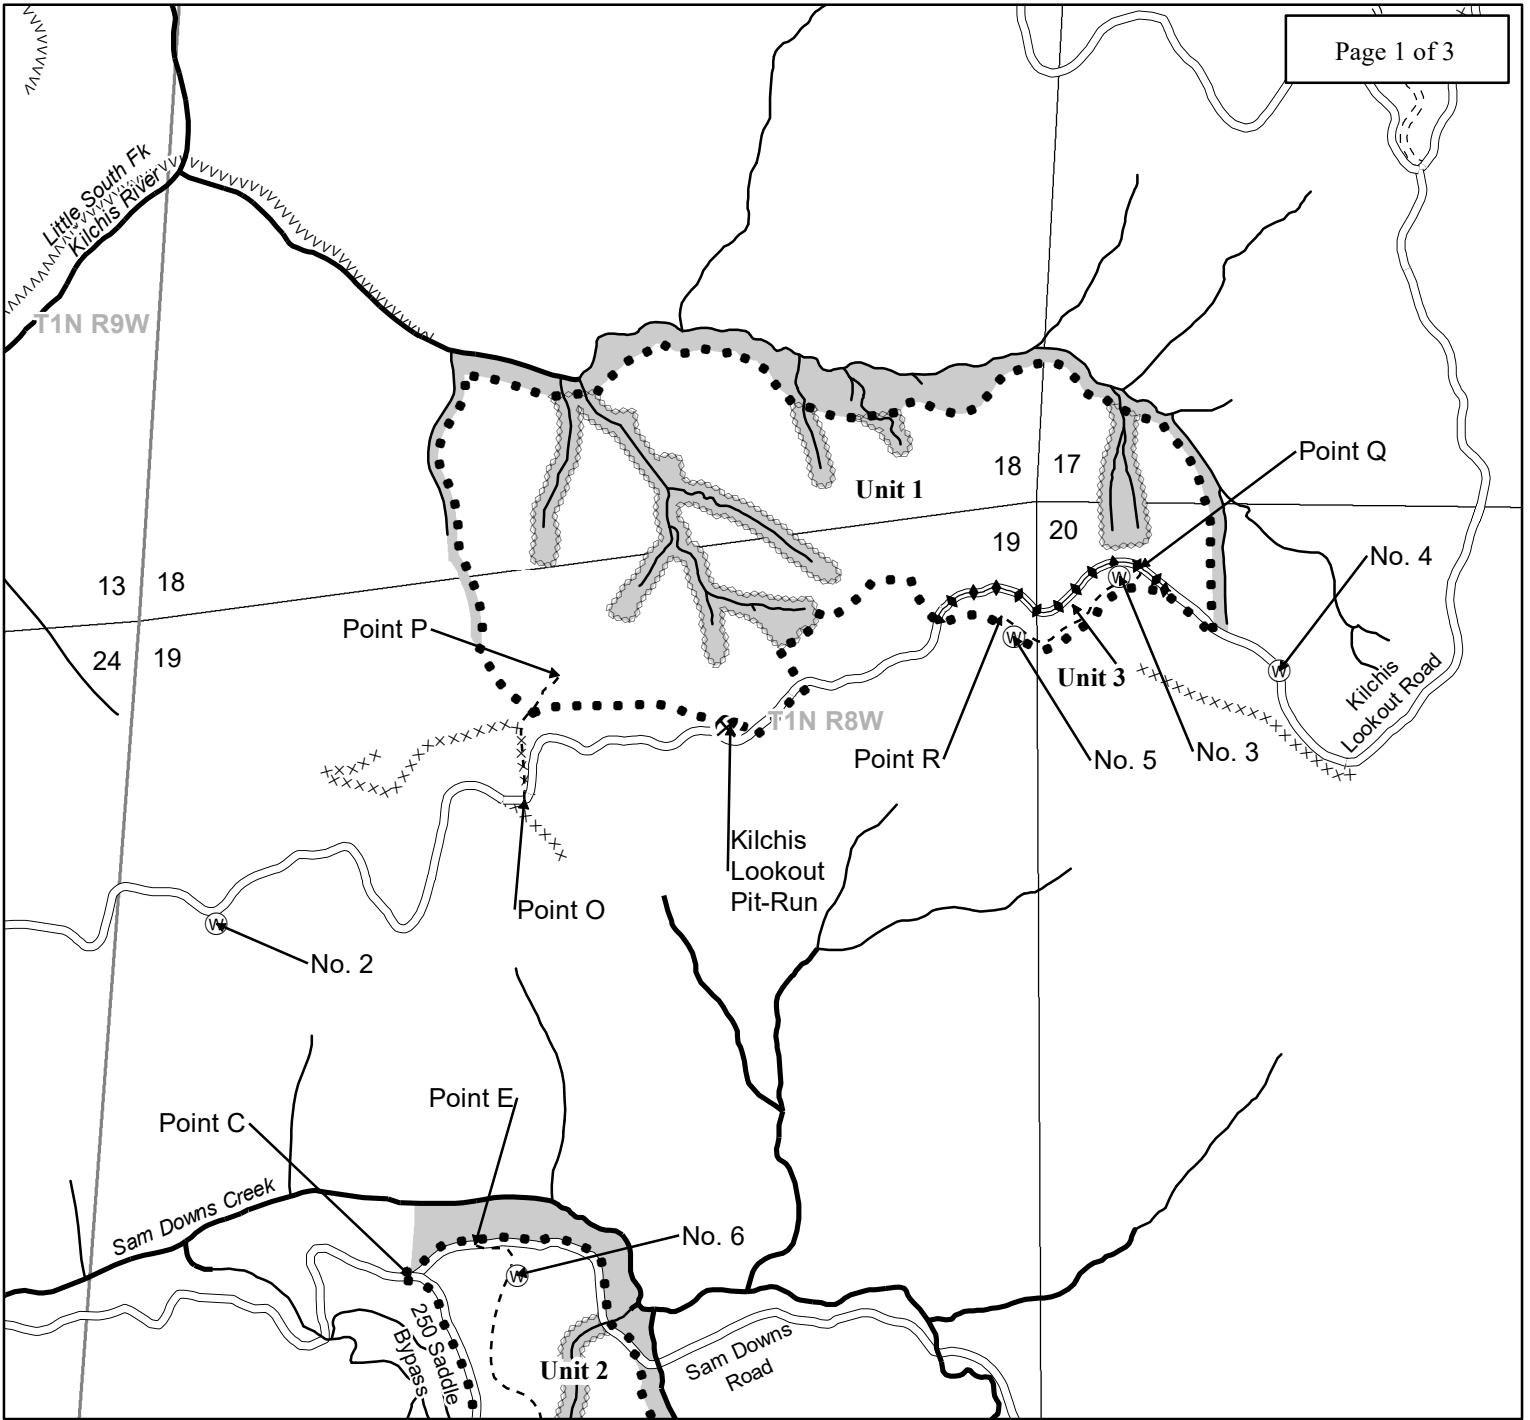 Page 1 of 3
Little South Fk
Kilchis River
T1N R9W
Point Q
18
17
Unit 1
19
20
No. 4
13
18
Point P
24
19
Unit 3
Kilchis
Lookout Road
T1N R8W
Point R
No. 5
No. 3
Kilchis
Lookout
Pit-Run
Point O
No. 2
Point E
Point C
Sam Downs Creek
No. 6
250 Saddle
Bypass
Unit 2
Sam Downs
Road
W
W
W
W
W
W